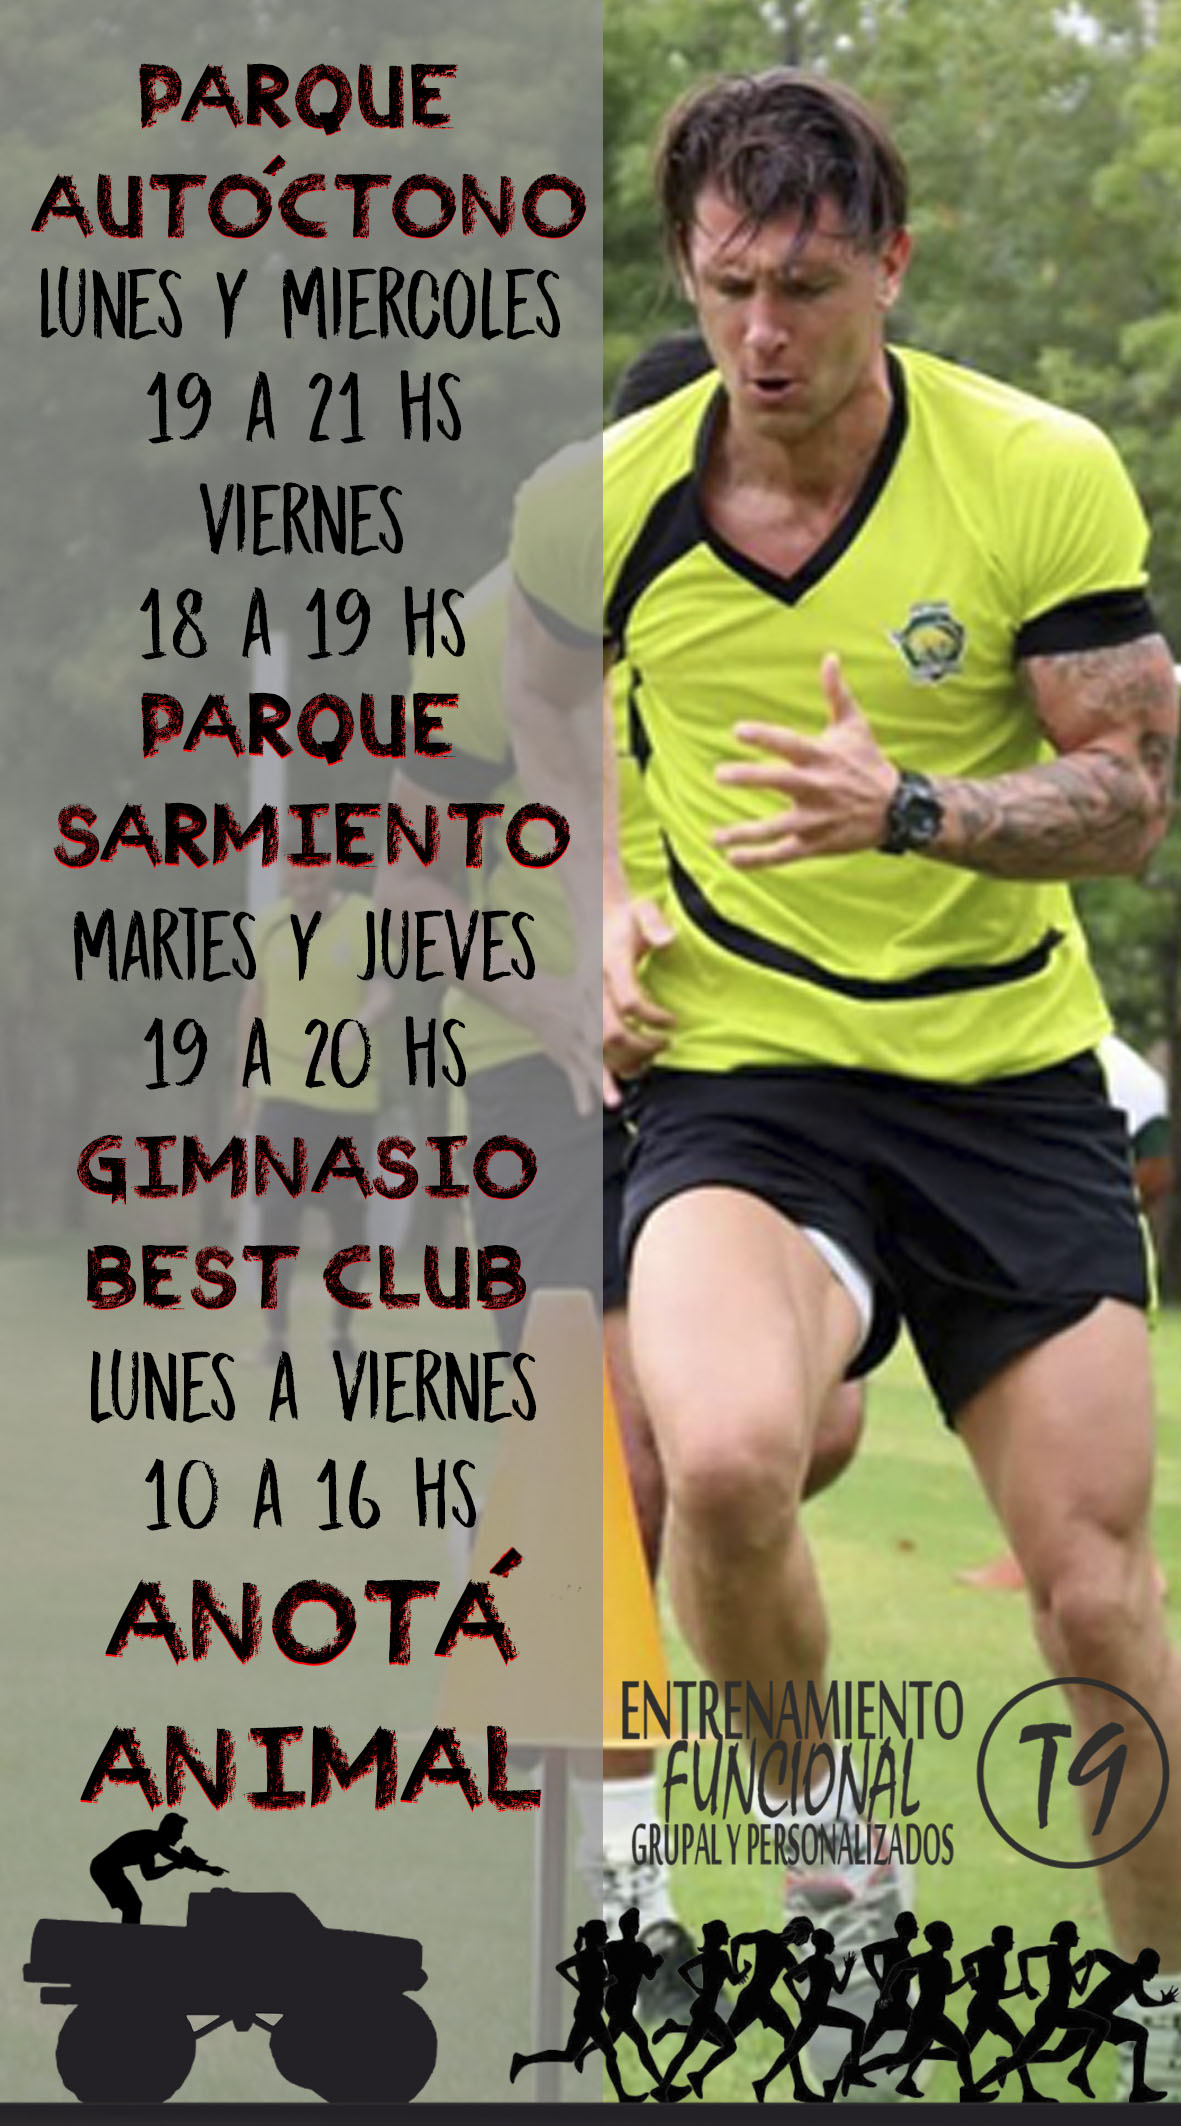 PARQUE
AUTÓCTONO
LUNES Y MIERCOLES
19 A 21 HS
VIERNES
18 A 19 HS
PARQUE
SARMIENTO
MARTES Y JUEVES
19 A 20 HS
GIMNASIO
BEST CLUB
LUNES A VIERNES
10 A 16 HS
ANOTÁ
ANIMAL
ENTRENAMIENTO
FUNCIONAL
GRUPAL Y PERSONALIZADOS
T9